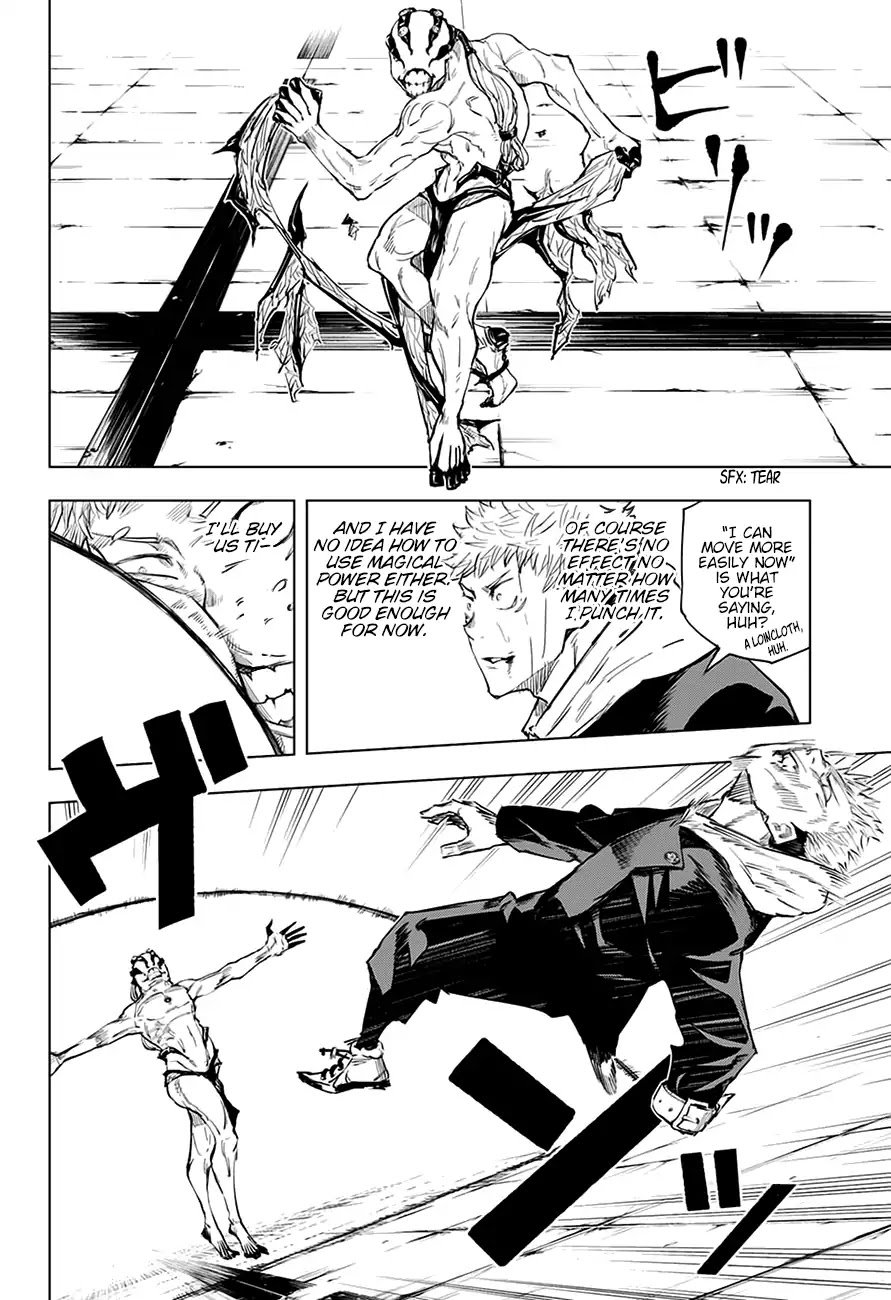 ビッ
SFX: TEAR
"I CAN
MOVE MORE
EASILY NOW"
IS WHAT
YOU'RE
SAYING,
HUH?
A LOINCLOTH,
HUH.
OF COURSE
THERE'S NO
EFFECT NO
MATTER HOW
MANY TIMES
I PUNCH IT.
AND I HAVE
NO IDEA HOW TO
USE MAGICAL
POWER EITHER.
BUT THIS IS
GOOD ENOUGH
FOR NOW.
I'LL BUY
US TI-
ヴン